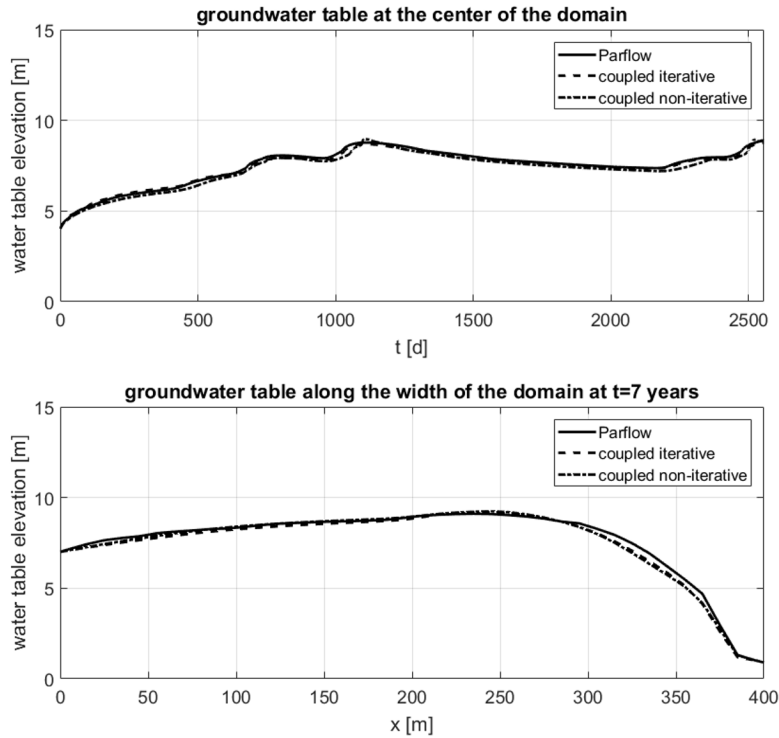 groundwater table at the center of the domain
15
10
5
0
water table elevation [m]
Parflow
coupled iterative
coupled non-iterative
0 500 1000 1500 2000 2500
t [d]
groundwater table along the width of the domain at t=7 years
15
10
5
0
water table elevation [m]
Parflow
coupled iterative
coupled non-iterative
0 50 100 150 200 250 300 350 400
x [m]